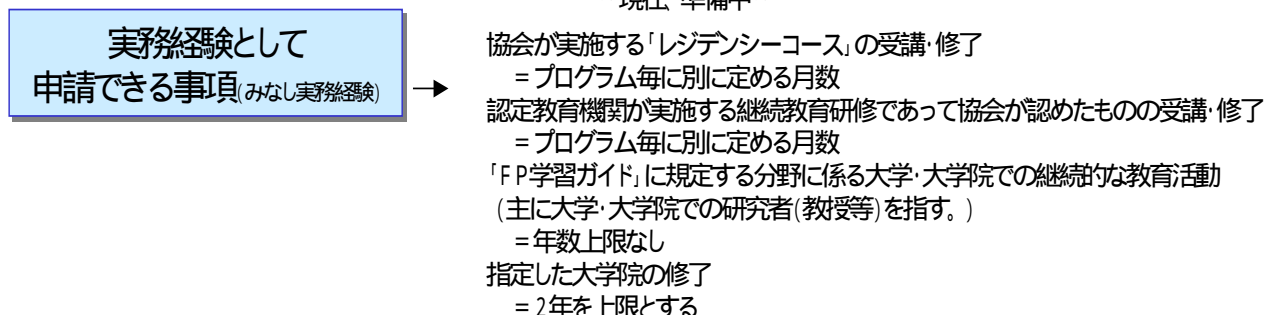 現在、準備中
実務経験として
申請できる事項(みなし実務経験)
→
協会が実施する「レジデンシーコース」の受講・修了
=プログラム毎に別に定める月数
認定教育機関が実施する継続教育研修であって協会が認めたものの受講・修了
=プログラム毎に別に定める月数
「FP学習ガイド」に規定する分野に係る大学・大学院での継続的な教育活動
(主に大学・大学院での研究者(教授等)を指す。)
=年数上限なし
指定した大学院の修了
=2年を上限とする